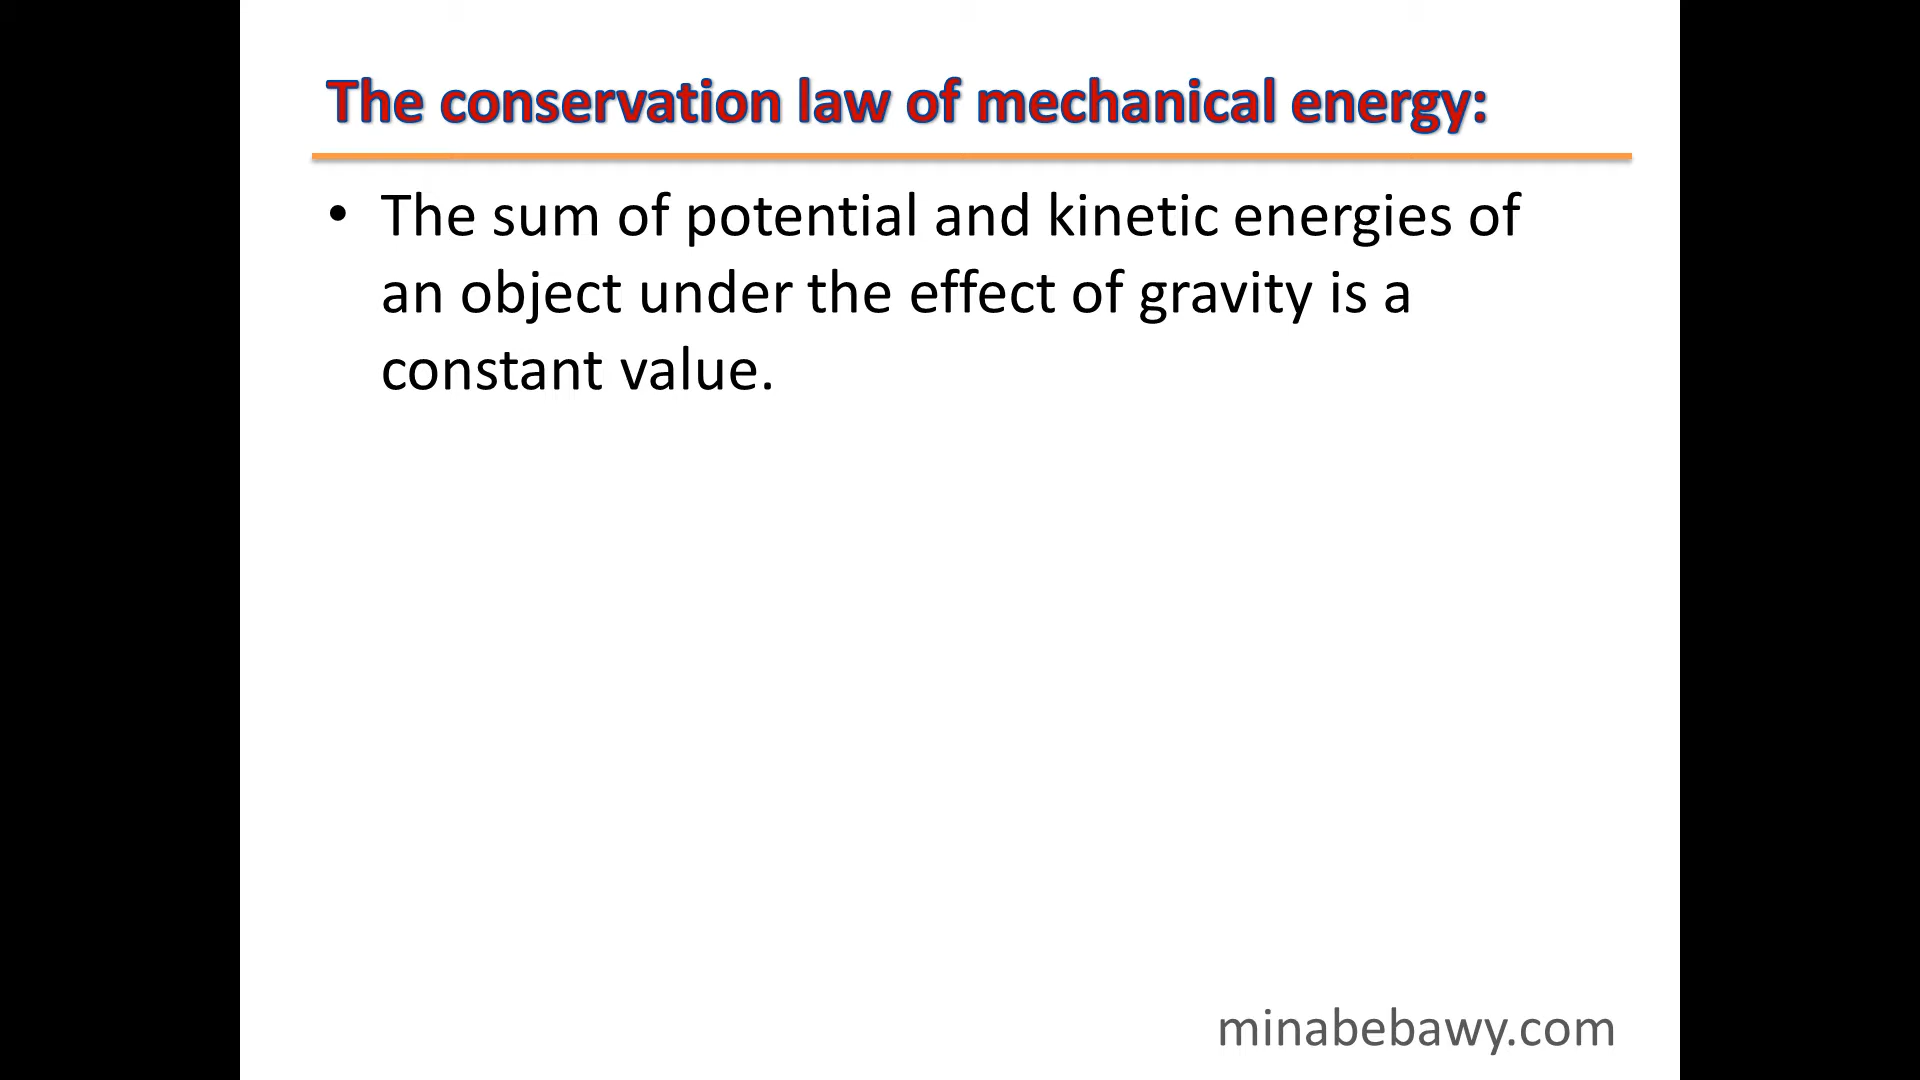 The conservation law of mechanical energy:
• The sum of potential and kinetic energies of
an object under the effect of gravity is a
constant value.
minabebawy.com